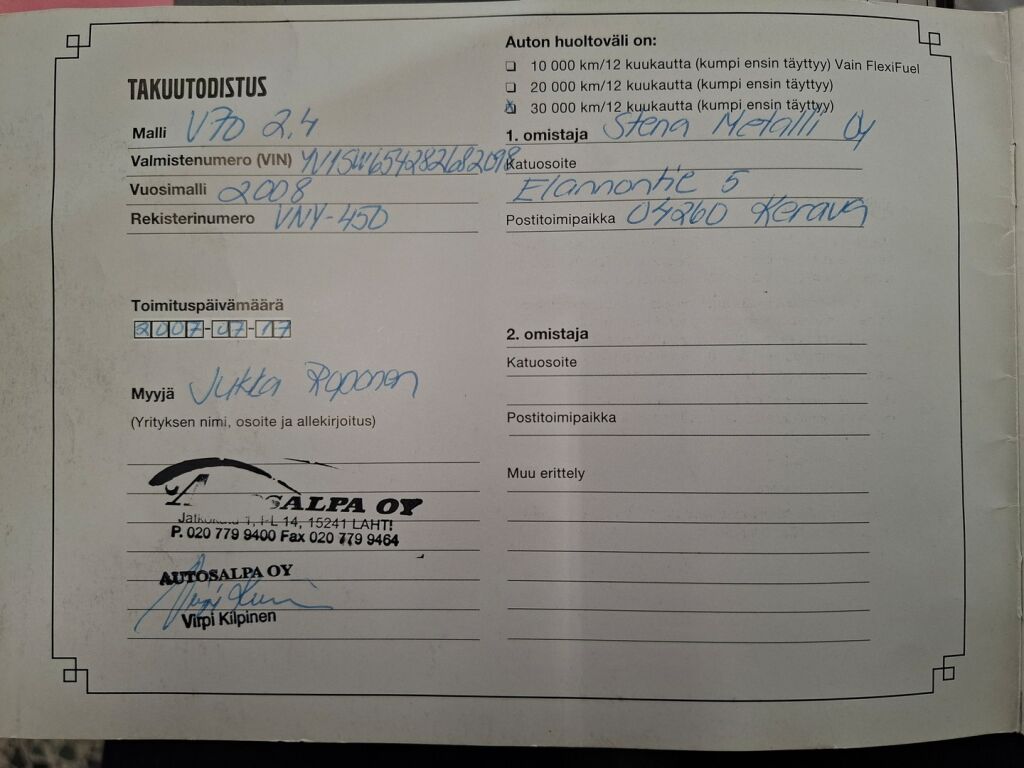 TAKUUTODISTUS
Malli V70 2,4
Valmistenumero (VIN)
Vuosimalli 2008
Rekisterinumero VNY-450
Toimituspäivämäärä
2007-07-17
Myyjä Jukka
(Yrityksen nimi, osoite ja allekirjoitus)
SALPA OY
1, PL 14, 15241 LAHTI
P. 020 779 9400 Fax 020 779 9464
AUTOSALPA OY
Virpi Kilpinen
Auton huoltoväli on:
10 000 km/12 kuukautta (kumpi ensin täyttyy) Vain FlexiFuel
20 000 km/12 kuukautta (kumpi ensin täyttyy)
30 000 km/12 kuukautta (kumpi ensin täyttyy)
1. omistaja Stena Metalli Oy
Katuosoite
5
Postitoimipaikka 04260 Kerava
2. omistaja
Katuosoite
Postitoimipaikka
Muu erittely